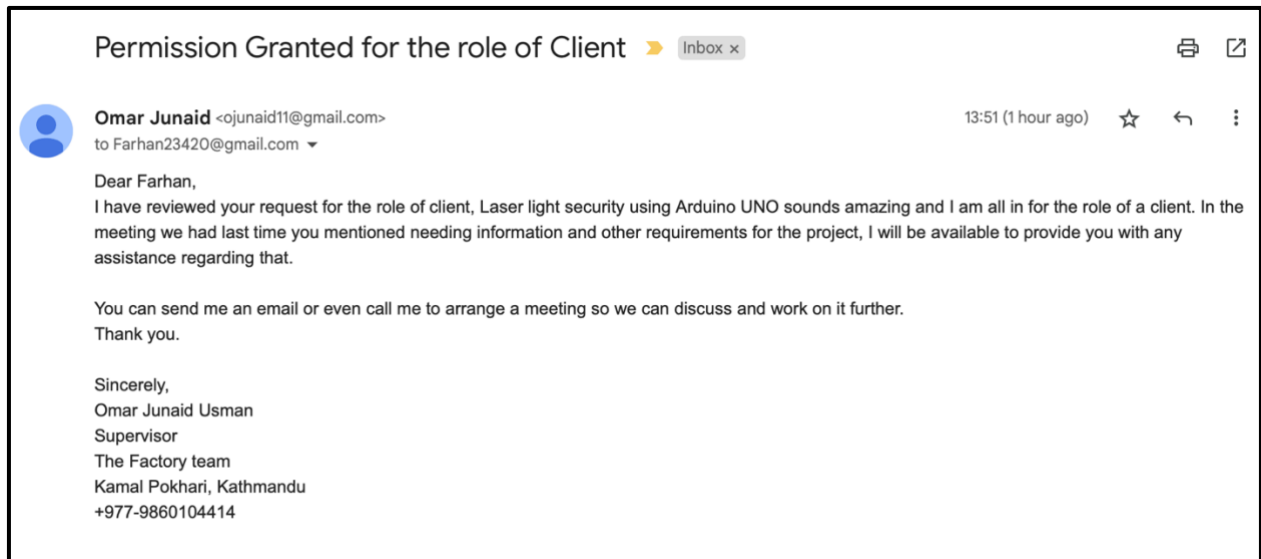 Permission Granted for the role of Client
Inbox ×
Omar Junaid <ojunaid11@gmail.com>
13:51 (1 hour ago)
to Farhan23420@gmail.com
Dear Farhan,
I have reviewed your request for the role of client, Laser light security using Arduino UNO sounds amazing and I am all in for the role of a client. In the
meeting we had last time you mentioned needing information and other requirements for the project, I will be available to provide you with any
assistance regarding that.
You can send me an email or even call me to arrange a meeting so we can discuss and work on it further.
Thank you.
Sincerely,
Omar Junaid Usman
Supervisor
The Factory team
Kamal Pokhari, Kathmandu
+977-9860104414